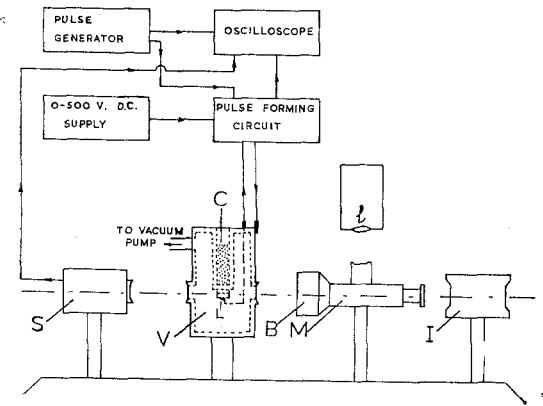 PULSE
GENERATOR
OSCILLOSCOPE
0-500 V. D.C.
SUPPLY
PULSE FORMING
CIRCUIT
C
l
TO VACUUM
PUMP
S
V
L
B
M
I